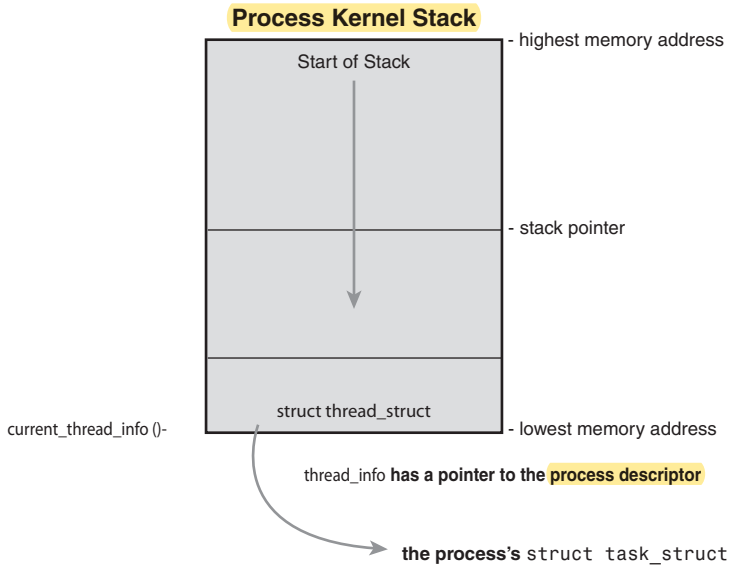 Process Kernel Stack
- highest memory address
Start of Stack
- stack pointer
struct thread_struct
current_thread_info ()-
- lowest memory address
thread_info has a pointer to the process descriptor
the process's struct task_struct